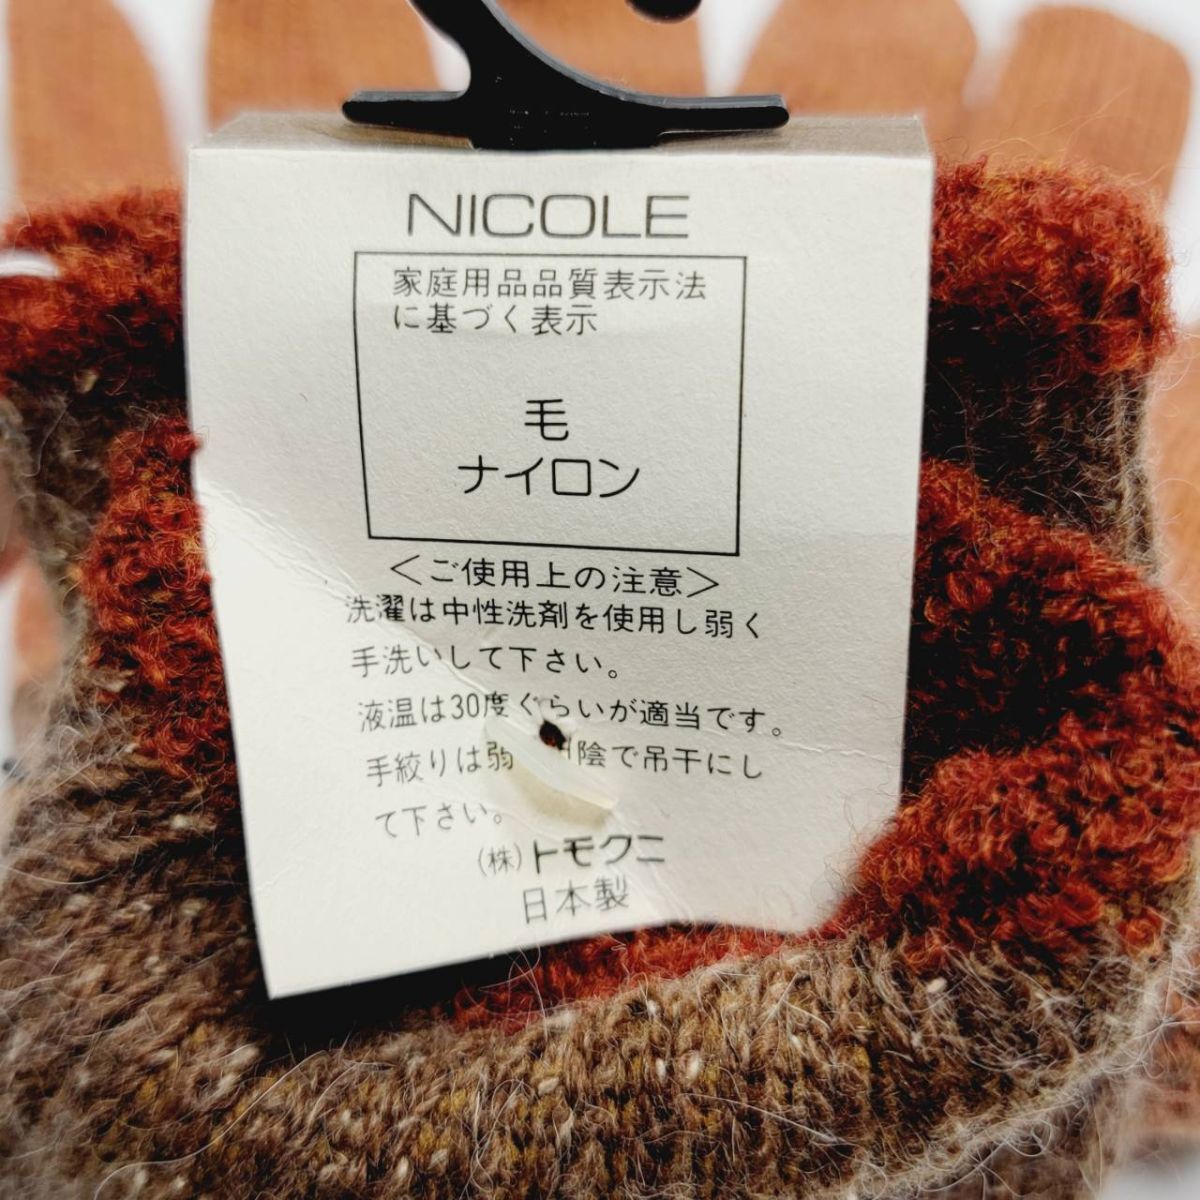 NICOLE
家庭用品品質表示法
に基づく表示
毛
ナイロン
＜ご使用上の注意＞
洗濯は中性洗剤を使用し弱く
手洗いして下さい。
液温は30度ぐらいが適当です。
手絞りは弱 陰で吊干にし
て下さい。
(株)トモクニ
日本製